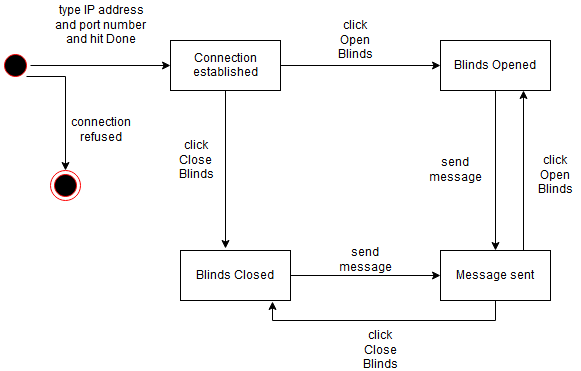 type IP address
and port number
and hit Done
click
Open
Blinds
Connection
established
Blinds Opened
connection
refused
click
Close
Blinds
send
message
click
Open
Blinds
Blinds Closed
send
message
Message sent
click
Close
Blinds